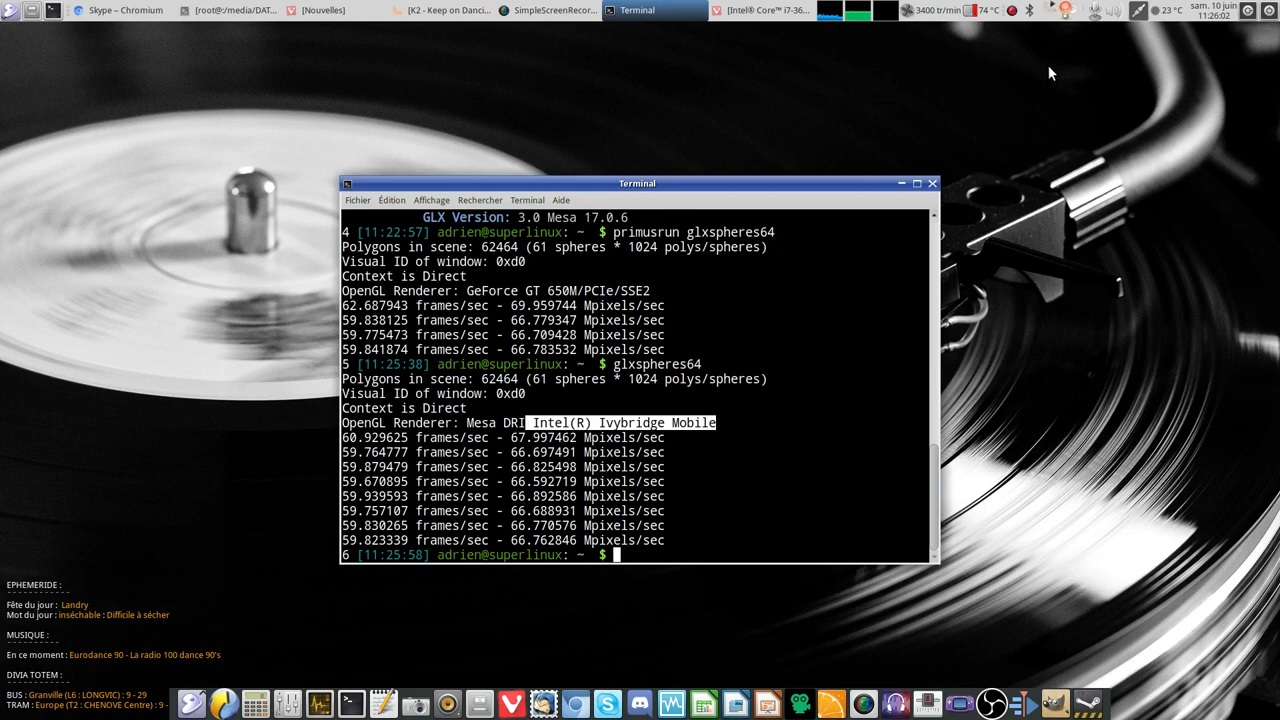 Skype – Chromium
[root@:/media/DAT...
[Nouvelles]
[K2 - Keep on Danci...
SimpleScreenRecor...
Terminal
[Intel® Core™ i7-36...
3400 tr/min
74 °C
23 °C
sam. 10 juin
11:26:02
Terminal
Fichier Édition Affichage Rechercher Terminal Aide
GLX Version: 3.0 Mesa 17.0.6
4 [11:22:57] adrien@superlinux: ~ $ primusrun glxspheres64
Polygons in scene: 62464 (61 spheres * 1024 polys/spheres)
Visual ID of window: 0xd0
Context is Direct
OpenGL Renderer: GeForce GT 650M/PCIe/SSE2
62.687943 frames/sec - 69.959744 Mpixels/sec
59.838125 frames/sec - 66.779347 Mpixels/sec
59.775473 frames/sec - 66.709428 Mpixels/sec
59.841874 frames/sec - 66.783532 Mpixels/sec
5 [11:25:38] adrien@superlinux: ~ $ glxspheres64
Polygons in scene: 62464 (61 spheres * 1024 polys/spheres)
Visual ID of window: 0xd0
Context is Direct
OpenGL Renderer: Mesa DRI Intel(R) Ivybridge Mobile
60.929625 frames/sec - 67.997462 Mpixels/sec
59.764777 frames/sec - 66.697491 Mpixels/sec
59.879479 frames/sec - 66.825498 Mpixels/sec
59.670895 frames/sec - 66.592719 Mpixels/sec
59.939593 frames/sec - 66.892586 Mpixels/sec
59.757107 frames/sec - 66.688931 Mpixels/sec
59.830265 frames/sec - 66.770576 Mpixels/sec
59.823339 frames/sec - 66.762846 Mpixels/sec
6 [11:25:58] adrien@superlinux: ~ $
EPHEMERIDE :
Fête du jour : Landry
Mot du jour : inséchable : Difficile à sécher
MUSIQUE :
En ce moment : Eurodance 90 - La radio 100 dance 90's
DIVIA TOTEM :
BUS : Granville (L6 : LONGVIC) : 9 - 29
TRAM : Europe (T2 : CHENOVE Centre) : 9 -